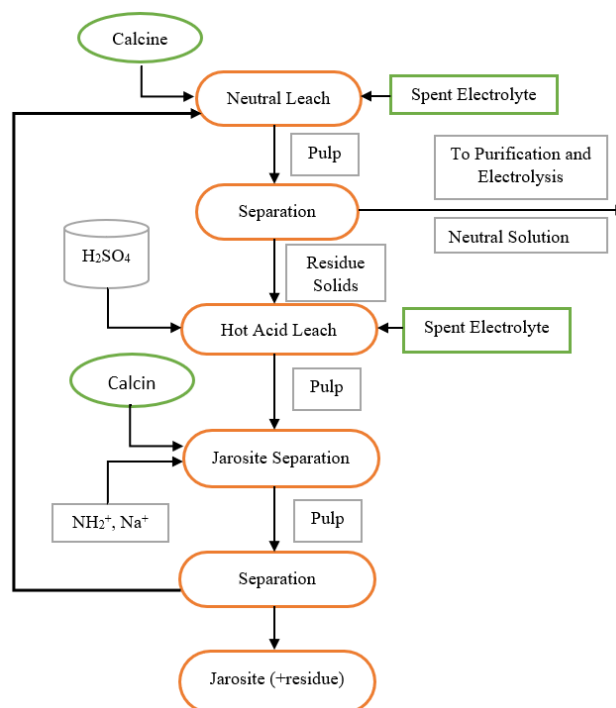 Calcine
Neutral Leach
Spent Electrolyte
Pulp
To Purification and
Electrolysis
Separation
Neutral Solution
H₂SO₄
Residue
Solids
Hot Acid Leach
Spent Electrolyte
Calcin
Pulp
Jarosite Separation
NH₂⁺, Na⁺
Pulp
Separation
Jarosite (+residue)